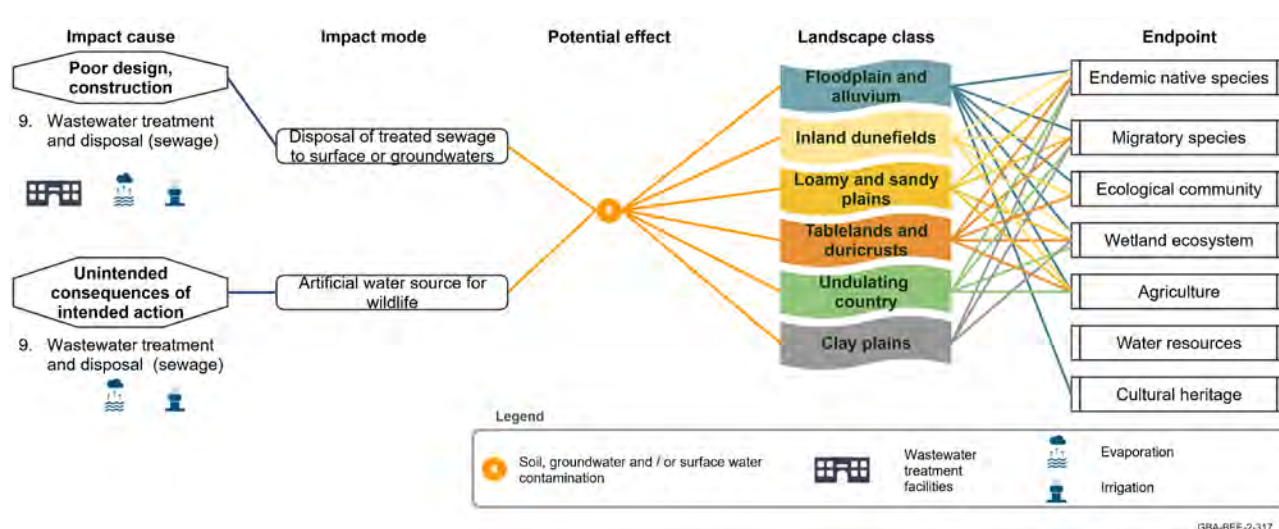 Impact cause
Impact mode
Potential effect
Landscape class
Endpoint
Poor design,
construction
9. Wastewater treatment
and disposal (sewage)
Unintended
consequences of
intended action
9. Wastewater treatment
and disposal (sewage)
Disposal of treated sewage
to surface or groundwaters
Artificial water source for
wildlife
Floodplain and
alluvium
Inland dunefields
Loamy and sandy
plains
Tablelands and
duricrusts
Undulating
country
Clay plains
Endemic native species
Migratory species
Ecological community
Wetland ecosystem
Agriculture
Water resources
Cultural heritage
Legend
Soil, groundwater and / or surface water
contamination
Wastewater
treatment
facilities
Evaporation
Irrigation
GBA-BEE-2-317